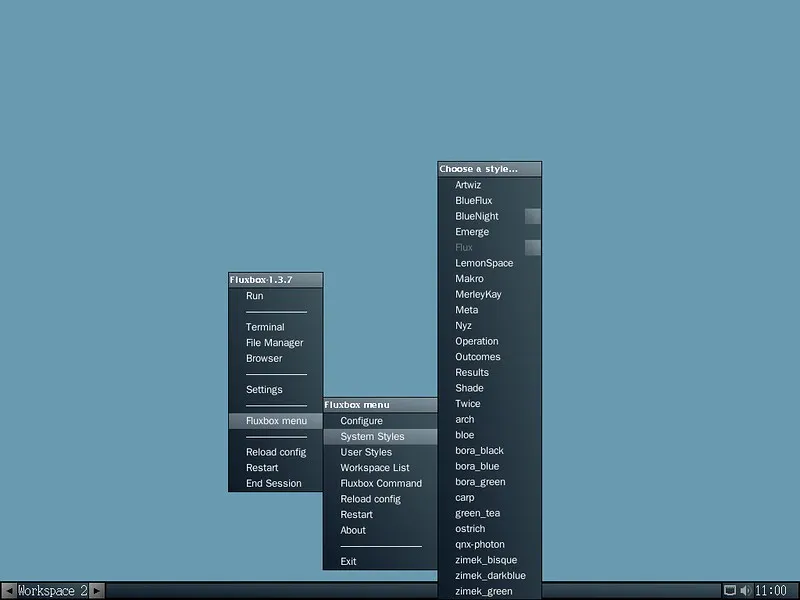 Fluxbox-1.3.7
Run
Terminal
File Manager
Browser
Settings
Fluxbox menu
Reload config
Restart
End Session
Fluxbox menu
Configure
System Styles
User Styles
Workspace List
Fluxbox Command
Reload config
Restart
About
Exit
Choose a style...
Artwiz
BlueFlux
BlueNight
Emerge
Flux
LemonSpace
Makro
MerleyKay
Meta
Nyz
Operation
Outcomes
Results
Shade
Twice
arch
bloe
bora_black
bora_blue
bora_green
carp
green_tea
ostrich
qnx-photon
zimek_bisque
zimek_darkblue
zimek_green
Workspace 2
11:00